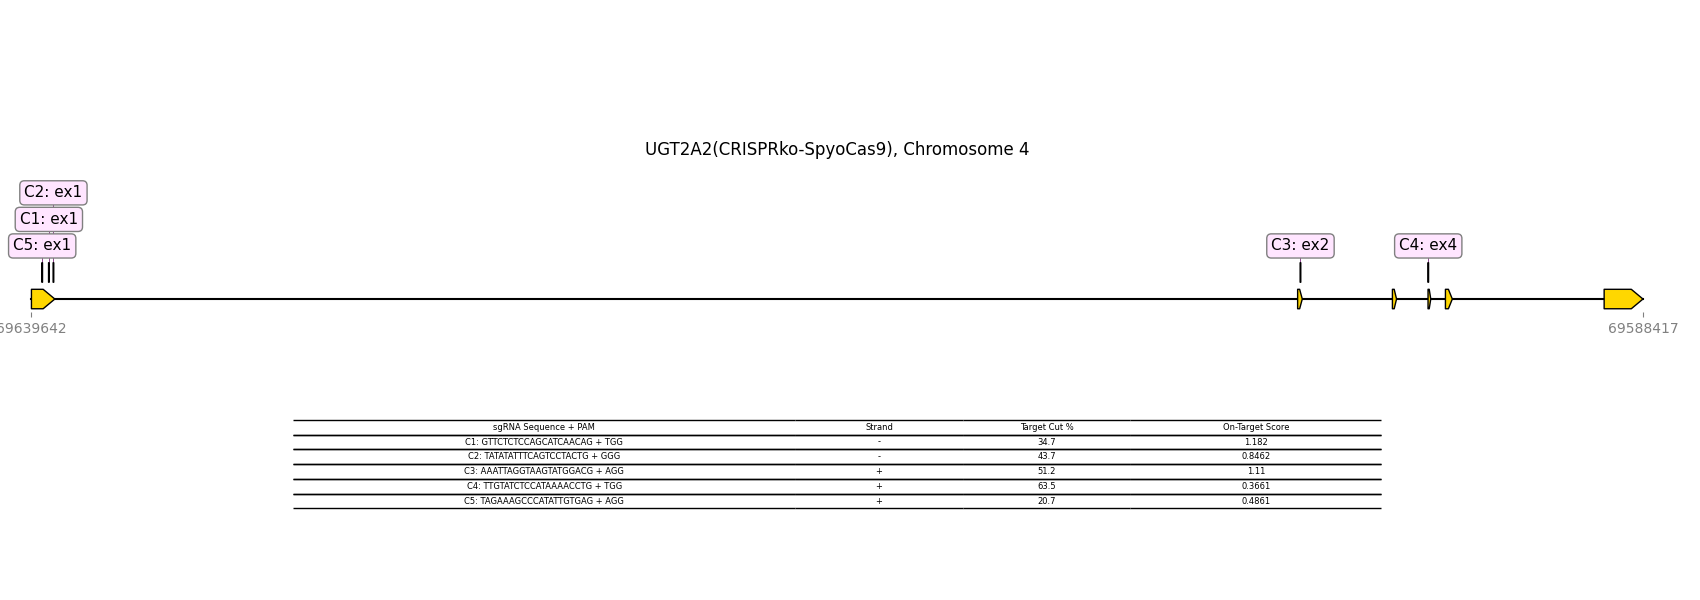 UGT2A2(CRISPRko-SpyoCas9), Chromosome 4
C2: ex1
C1: ex1
C5: ex1
C3: ex2
C4: ex4
69639642
69588417
sgRNA Sequence + PAM Strand Target Cut % On-Target Score
C1: GTTCTCTCCAGCATCAACAG + TGG - 34.7 1.182
C2: TATATATTTCAGTCCTACTG + GGG - 43.7 0.8462
C3: AAATTAGGTAAGTATGGACG + AGG + 51.2 1.11
C4: TTGTATCTCCATAAAACCTG + TGG + 63.5 0.3661
C5: TAGAAAGCCCATATTGTGAG + AGG + 20.7 0.4861